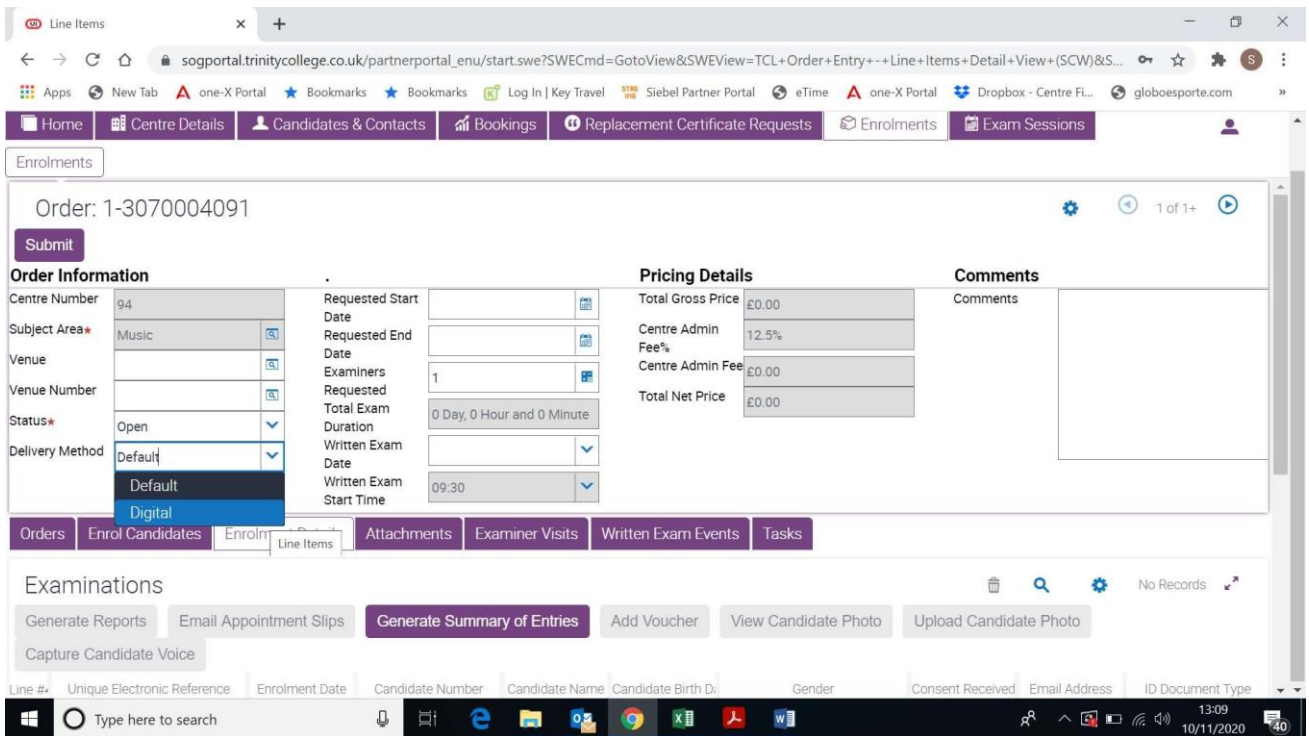 Line Items
sogportal.trinitycollege.co.uk/partnerportal_enu/start.swe?SWECmd=GotoView&SWEView=TCL+Order+Entry+-+Line+Items+Detail+View+(SCW)&S...
S
Apps New Tab one-X Portal Bookmarks Bookmarks Log In | Key Travel Siebel Partner Portal eTime one-X Portal Dropbox - Centre Fi... globoesporte.com »
Home Centre Details Candidates & Contacts Bookings Replacement Certificate Requests Enrolments Exam Sessions
Enrolments
Order: 1-3070004091
1 of 1+
Submit
Order Information . Pricing Details Comments
Centre Number 94
Subject Area* Music
Venue
Venue Number
Status* Open
Delivery Method Default
Default
Digital
Requested Start
Date
Requested End
Date
Examiners
Requested 1
Total Exam
Duration 0 Day, 0 Hour and 0 Minute
Written Exam
Date
Written Exam
Start Time 09:30
Total Gross Price £0.00
Centre Admin
Fee% 12.5%
Centre Admin Fee £0.00
Total Net Price £0.00
Comments
Orders Enrol Candidates Attachments Examiner Visits Written Exam Events Tasks
Line Items
Examinations
No Records
Generate Reports Email Appointment Slips Generate Summary of Entries Add Voucher View Candidate Photo Upload Candidate Photo
Capture Candidate Voice
Line # Unique Electronic Reference Enrolment Date Candidate Number Candidate Name Candidate Birth Da Gender Consent Received Email Address ID Document Type
Type here to search
13:09
10/11/2020
40